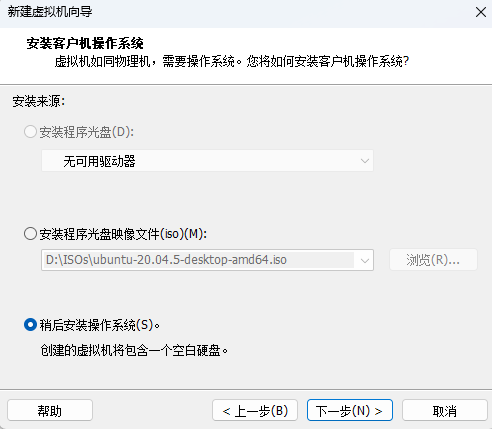 新建虚拟机向导
安装客户机操作系统
虚拟机如同物理机，需要操作系统。您将如何安装客户机操作系统?
安装来源:
安装程序光盘(D):
无可用驱动器
安装程序光盘映像文件(iso)(M):
D:\ISOs\ubuntu-20.04.5-desktop-amd64.iso
浏览(R)...
稍后安装操作系统(S)。
创建的虚拟机将包含一个空白硬盘。
帮助
< 上一步(B)
下一步(N) >
取消